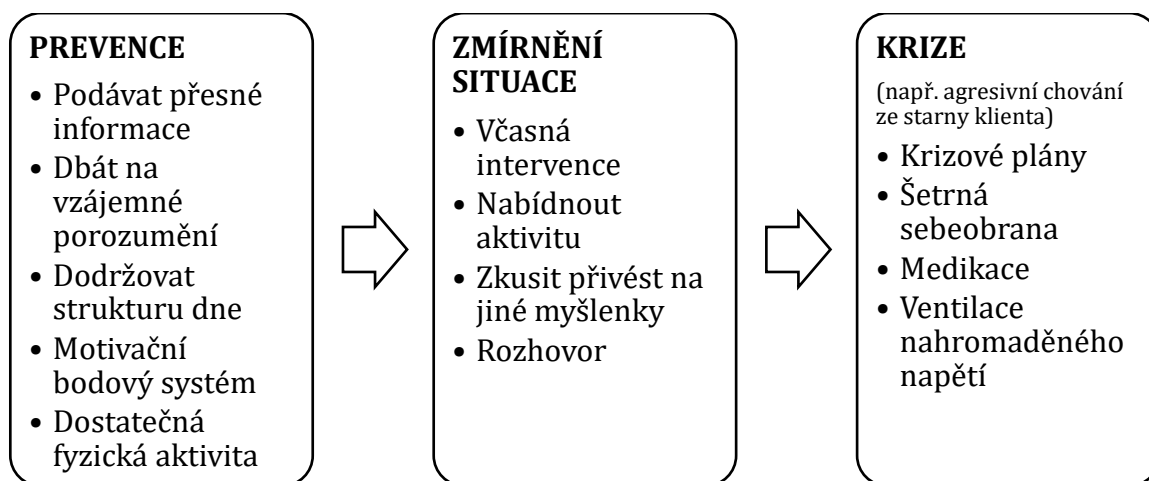 PREVENCE
• Podávat přesné
informace
• Dbát na
vzájemné
porozumění
• Dodržovat
strukturu dne
• Motivační
bodový systém
• Dostatečná
fyzická aktivita
ZMÍRNĚNÍ
SITUACE
• Včasná
intervence
• Nabídnout
aktivitu
• Zkusit přivést na
jiné myšlenky
• Rozhovor
KRIZE
(např. agresivní chování
ze starny klienta)
• Krizové plány
• Šetrná
sebeobrana
• Medikace
• Ventilace
nahromaděného
napětí